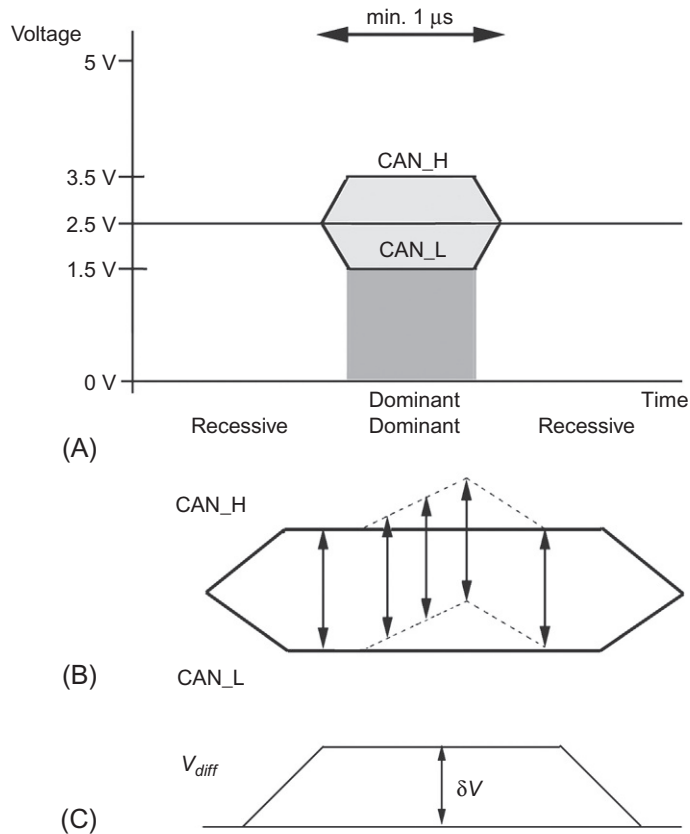 min. 1 μs
Voltage
5 V
CAN_H
3.5 V
2.5 V
CAN_L
1.5 V
0 V
Dominant
Time
Recessive
Dominant
Recessive
(A)
CAN_H
(B)
CAN_L
V_diff
δV
(C)